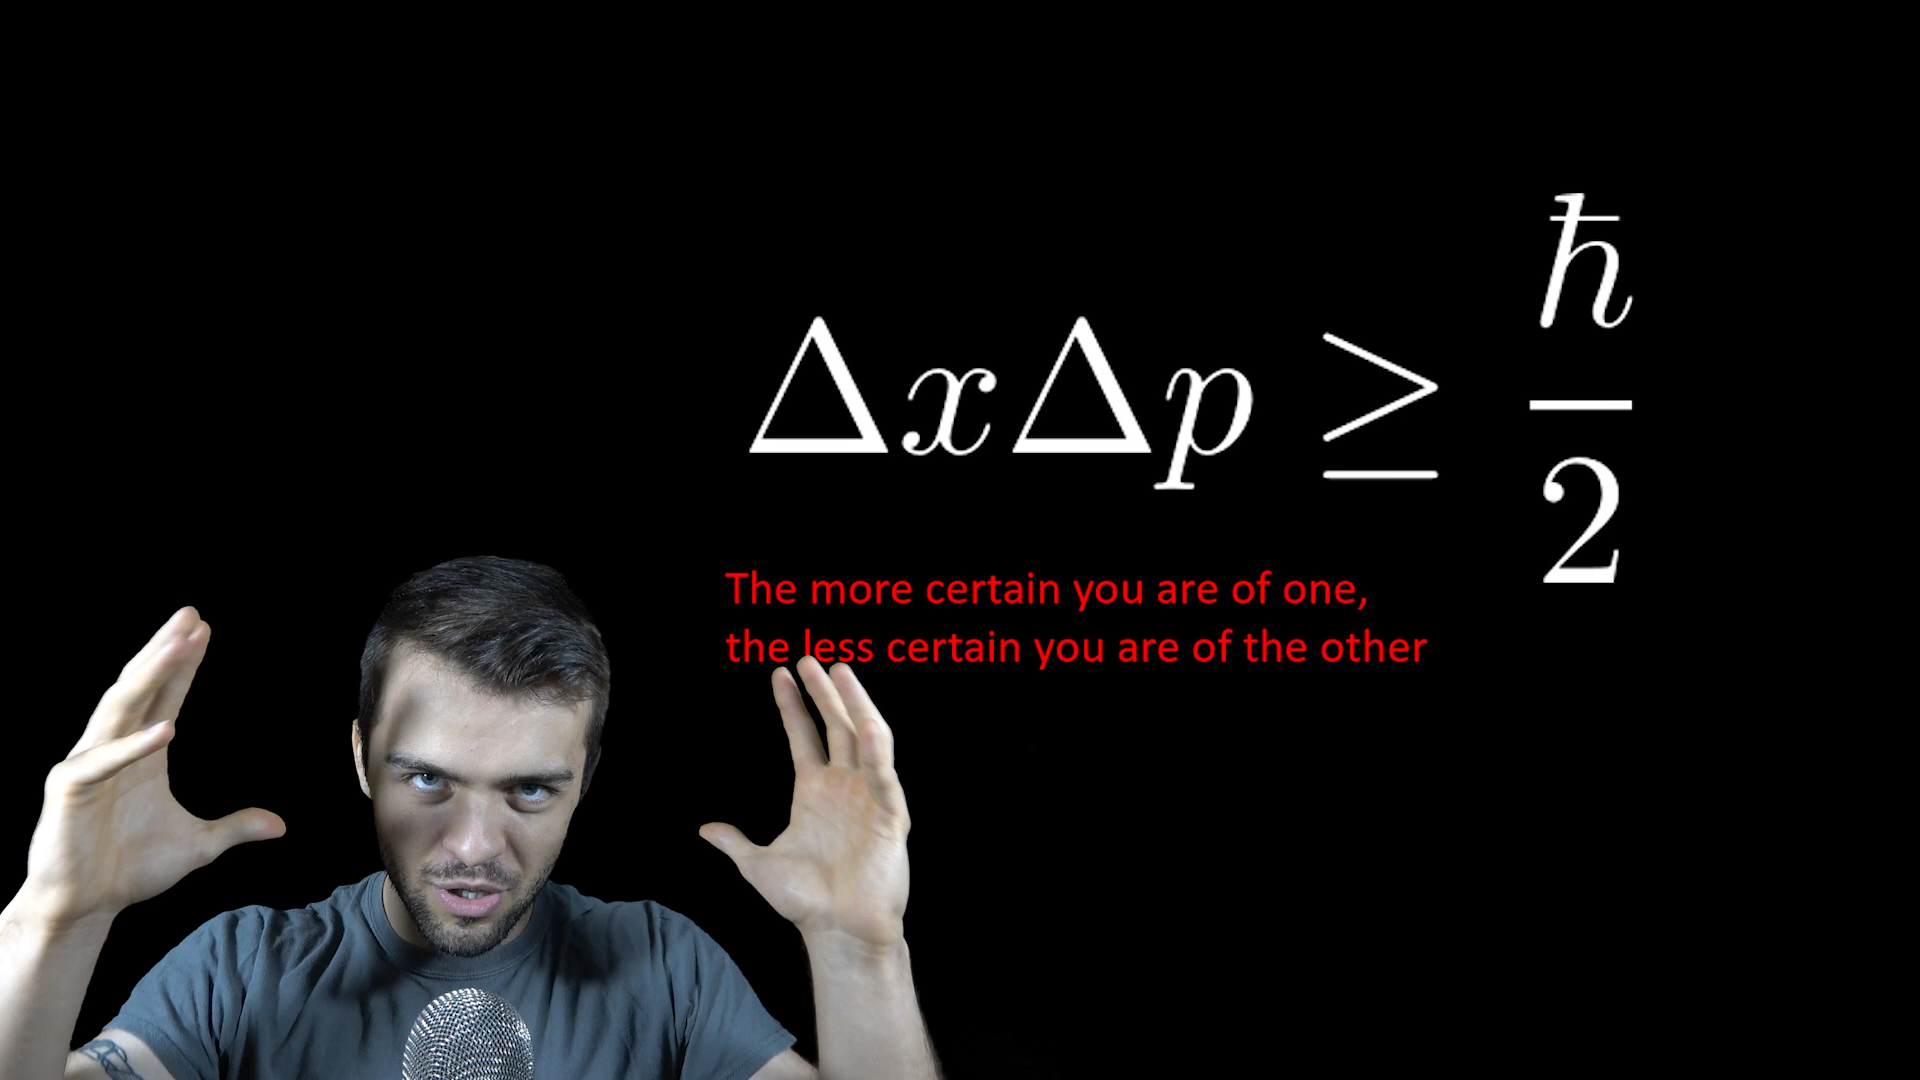 ΔxΔp ≥ ħ/2
The more certain you are of one,
the less certain you are of the other